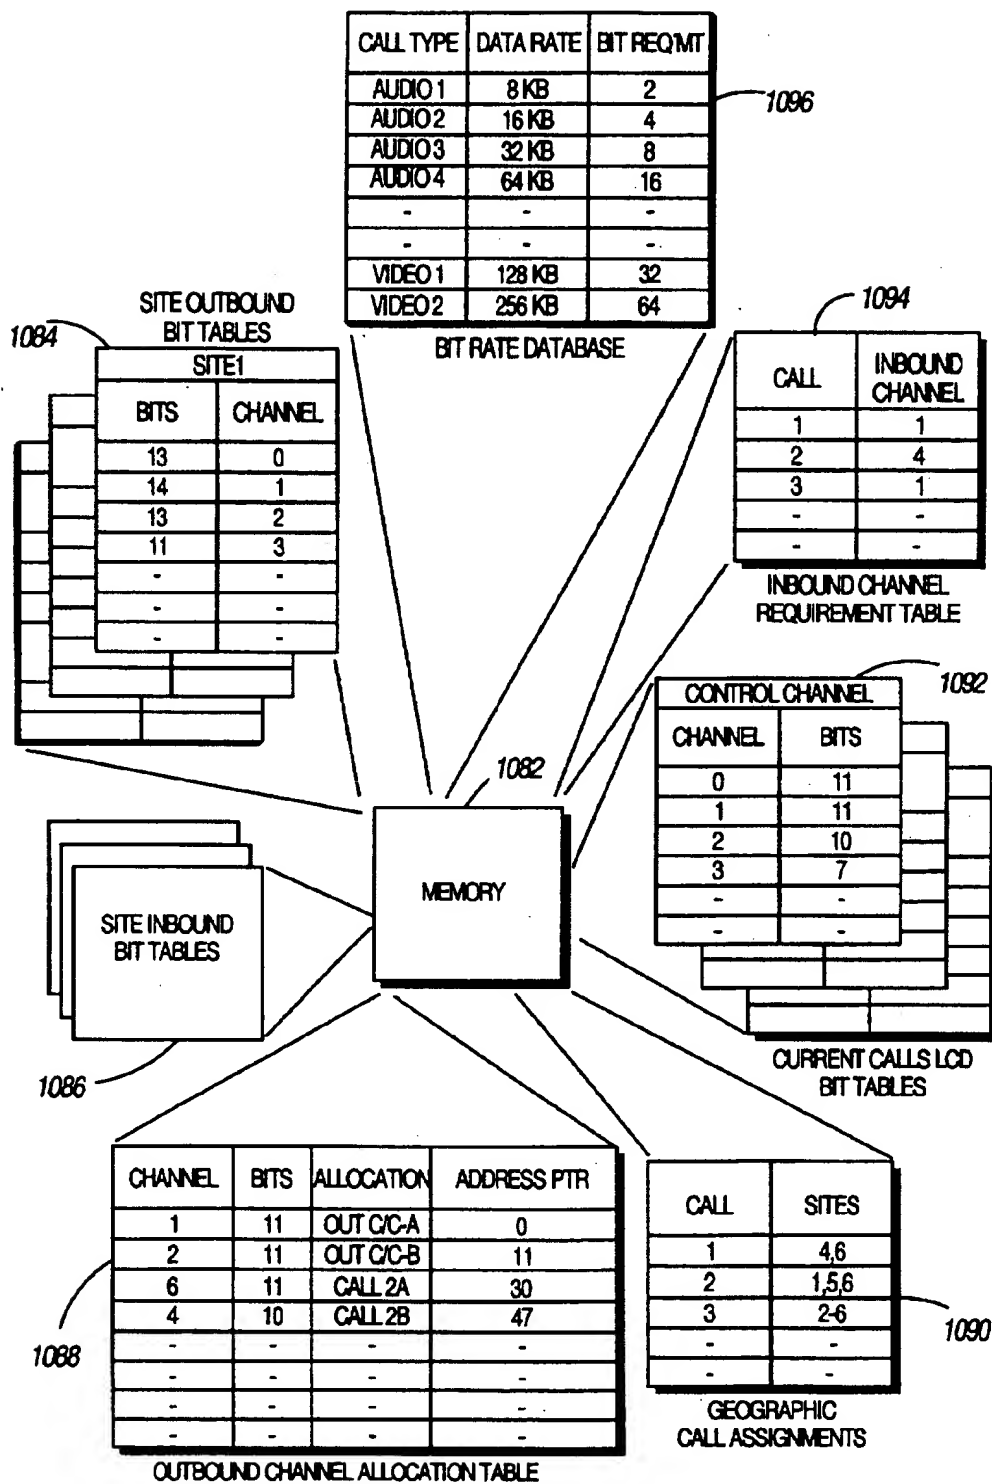 CALL TYPE DATA RATE BIT REQ'MT
AUDIO 1 8 KB 2
AUDIO 2 16 KB 4
AUDIO 3 32 KB 8
AUDIO 4 64 KB 16
- - -
- - -
VIDEO 1 128 KB 32
VIDEO 2 256 KB 64
BIT RATE DATABASE
1096
SITE OUTBOUND
BIT TABLES
1084
SITE1
BITS CHANNEL
13 0
14 1
13 2
11 3
- -
- -
- -
1094
CALL INBOUND CHANNEL
1 1
2 4
3 1
- -
- -
INBOUND CHANNEL
REQUIREMENT TABLE
1092
CONTROL CHANNEL
CHANNEL BITS
0 11
1 11
2 10
3 7
- -
- -
CURRENT CALLS LCD
BIT TABLES
1082
MEMORY
SITE INBOUND
BIT TABLES
1086
CHANNEL BITS ALLOCATION ADDRESS PTR
1 11 OUT C/C-A 0
2 11 OUT C/C-B 11
6 11 CALL 2A 30
4 10 CALL 2B 47
- - - -
- - - -
- - - -
- - - -
1088
OUTBOUND CHANNEL ALLOCATION TABLE
CALL SITES
1 4,6
2 1,5,6
3 2-6
- -
- -
1090
GEOGRAPHIC
CALL ASSIGNMENTS